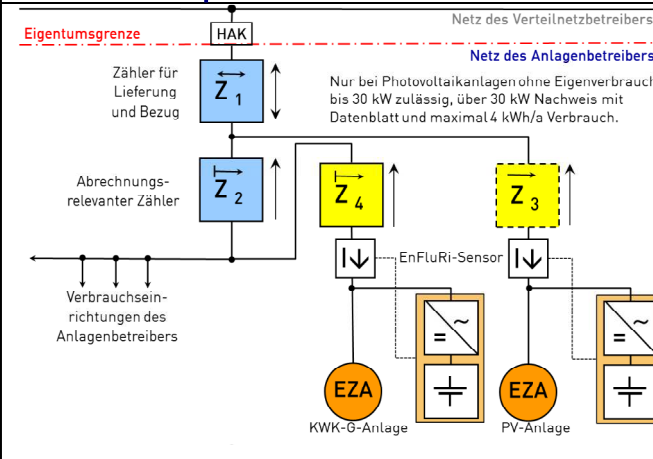 Netz des Verteilnetzbetreibers
Eigentumsgrenze
HAK
Netz des Anlagenbetreibers
Zähler für
Lieferung
und Bezug
Z 1
Nur bei Photovoltaikanlagen ohne Eigenverbrauch
bis 30 kW zulässig, über 30 kW Nachweis mit
Datenblatt und maximal 4 kWh/a Verbrauch.
Abrechnungs-
relevanter Zähler
Z 2
Z 4
Z 3
EnFluRi-Sensor
Verbrauchsein-
richtungen des
Anlagenbetreibers
EZA
EZA
KWK-G-Anlage
PV-Anlage